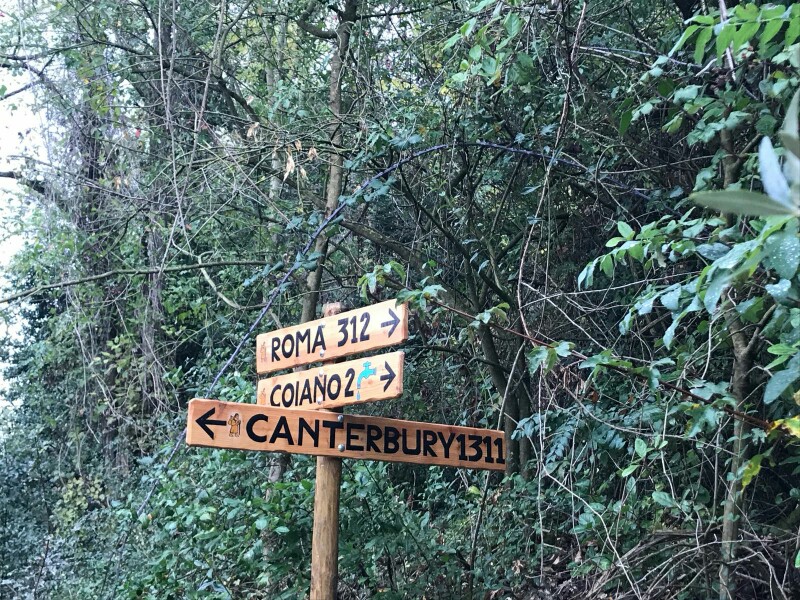 ROMA 312 →
COIANO 2 →
← CANTERBURY 1311